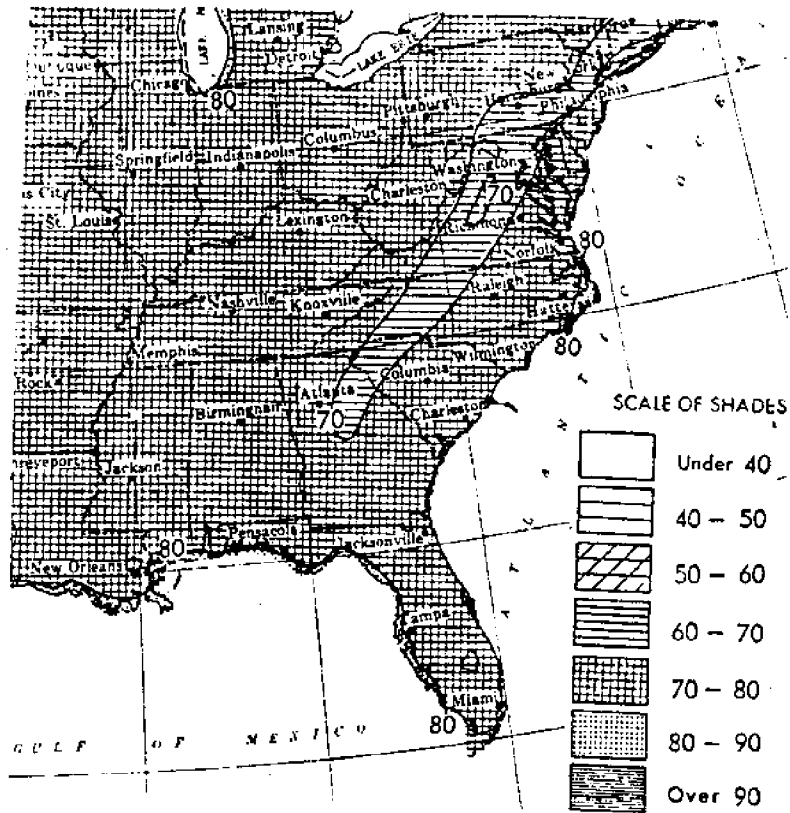 Lansing
LAKE
Detroit
LAKE ERIE
Chicago
80
New
Harrisburg
Philadelphia
Pittsburgh
Columbus
Springfield
Indianapolis
Washington
Charleston
70
St. Louis
Lexington
Richmond
Norfolk
80
Nashville
Knoxville
Raleigh
Hatteras
80
Memphis
Wilmington
Columbia
Rock
Atlanta
Birmingham
70
Charleston
Jackson
Pensacola
Jacksonville
80
New Orleans
Tampa
Miami
80
GULF OF MEXICO
SCALE OF SHADES
Under 40
40 – 50
50 – 60
60 – 70
70 – 80
80 – 90
Over 90